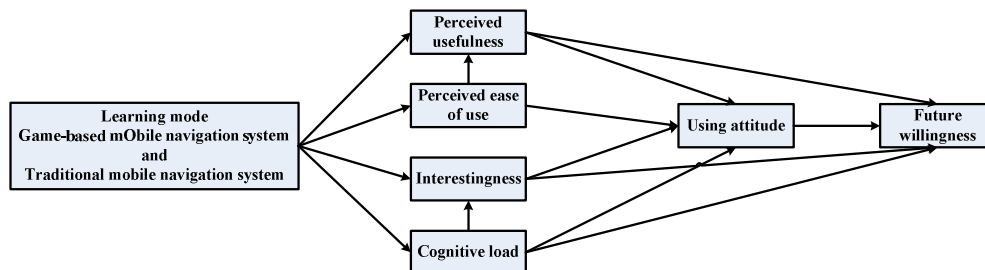 Perceived
usefulness
Perceived ease
of use
Learning mode
Game-based mObile navigation system
and
Traditional mobile navigation system
Using attitude
Future
willingness
Interestingness
Cognitive load